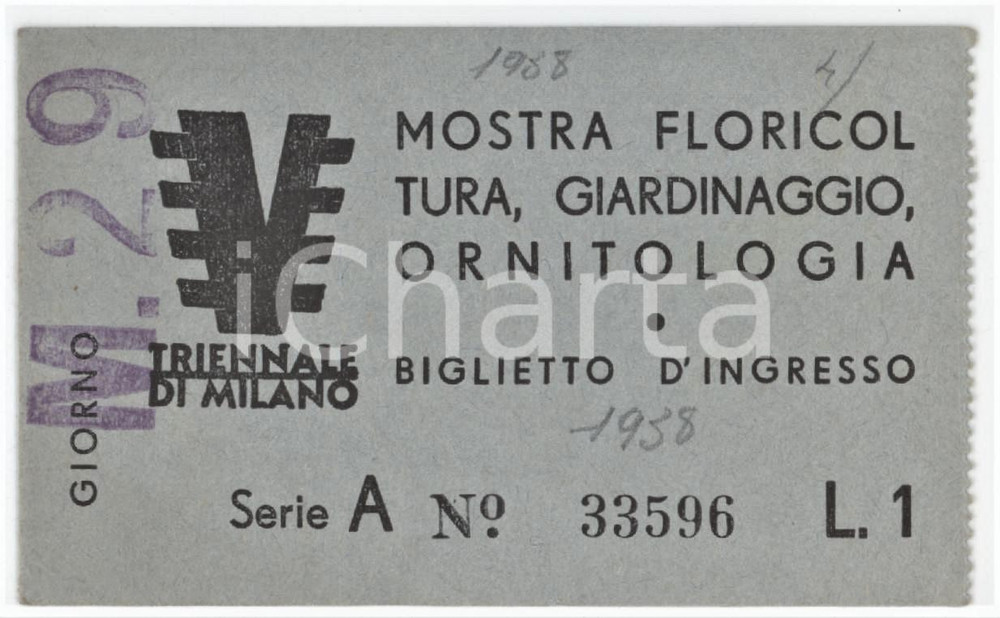 1938
4/
M. 29
GIORNO
V
TRIENNALE
DI MILANO
MOSTRA FLORICOL
TURA, GIARDINAGGIO,
ORNITOLOGIA
•
BIGLIETTO D'INGRESSO
1938
Serie A Nº 33596 L. 1
iCharta